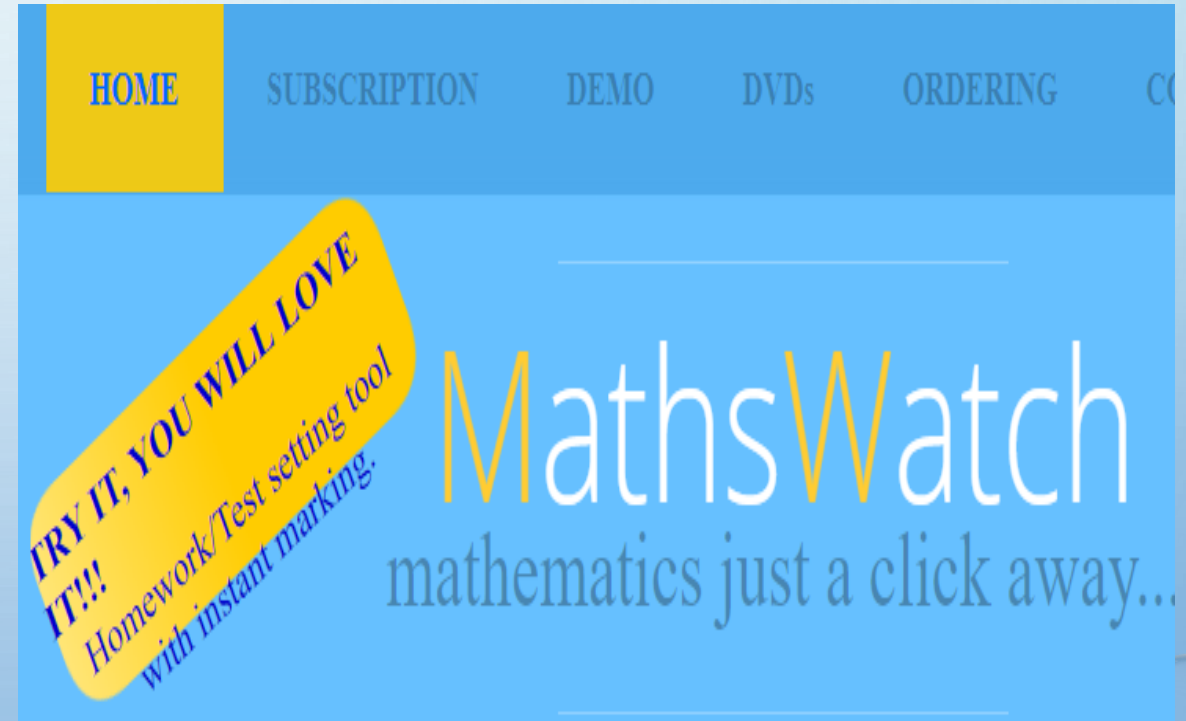 HOME SUBSCRIPTION DEMO DVDs ORDERING
TRY IT, YOU WILL LOVE
IT!!!
Homework/Test setting tool
with instant marking.
MathsWatch
mathematics just a click away...